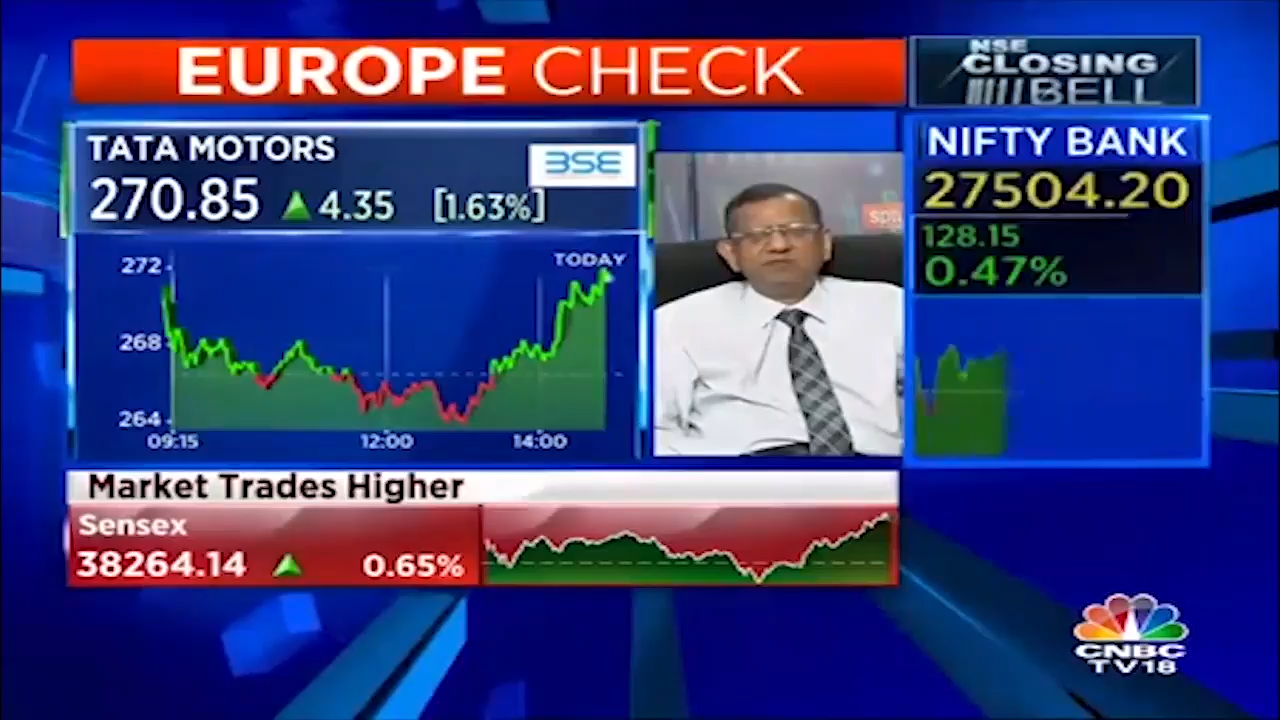 EUROPE CHECK
NSE
CLOSING
BELL
TATA MOTORS
BSE
270.85 4.35 [1.63%]
TODAY
272
268
264
09:15 12:00 14:00
NIFTY BANK
27504.20
128.15
0.47%
Market Trades Higher
Sensex
38264.14 0.65%
CNBC
TV18